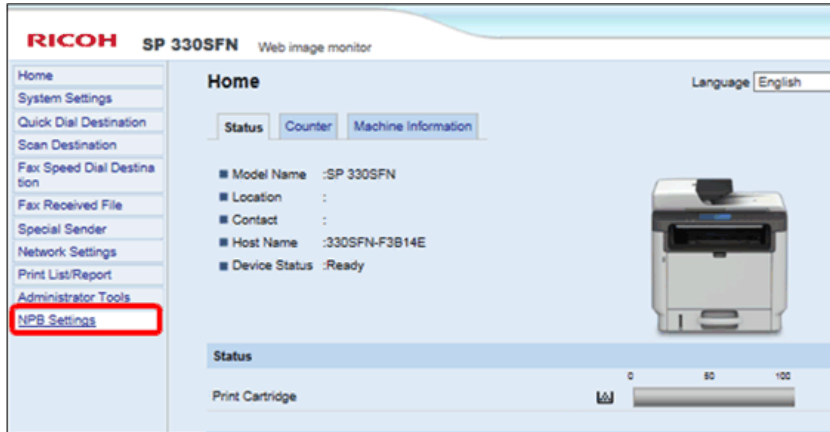 RICOH SP 330SFN Web image monitor
Home
System Settings
Quick Dial Destination
Scan Destination
Fax Speed Dial Destina
tion
Fax Received File
Special Sender
Network Settings
Print List/Report
Administrator Tools
NPB Settings
Home
Language English
Status Counter Machine Information
Model Name :SP 330SFN
Location :
Contact :
Host Name :330SFN-F3B14E
Device Status :Ready
Status
0 50 100
Print Cartridge